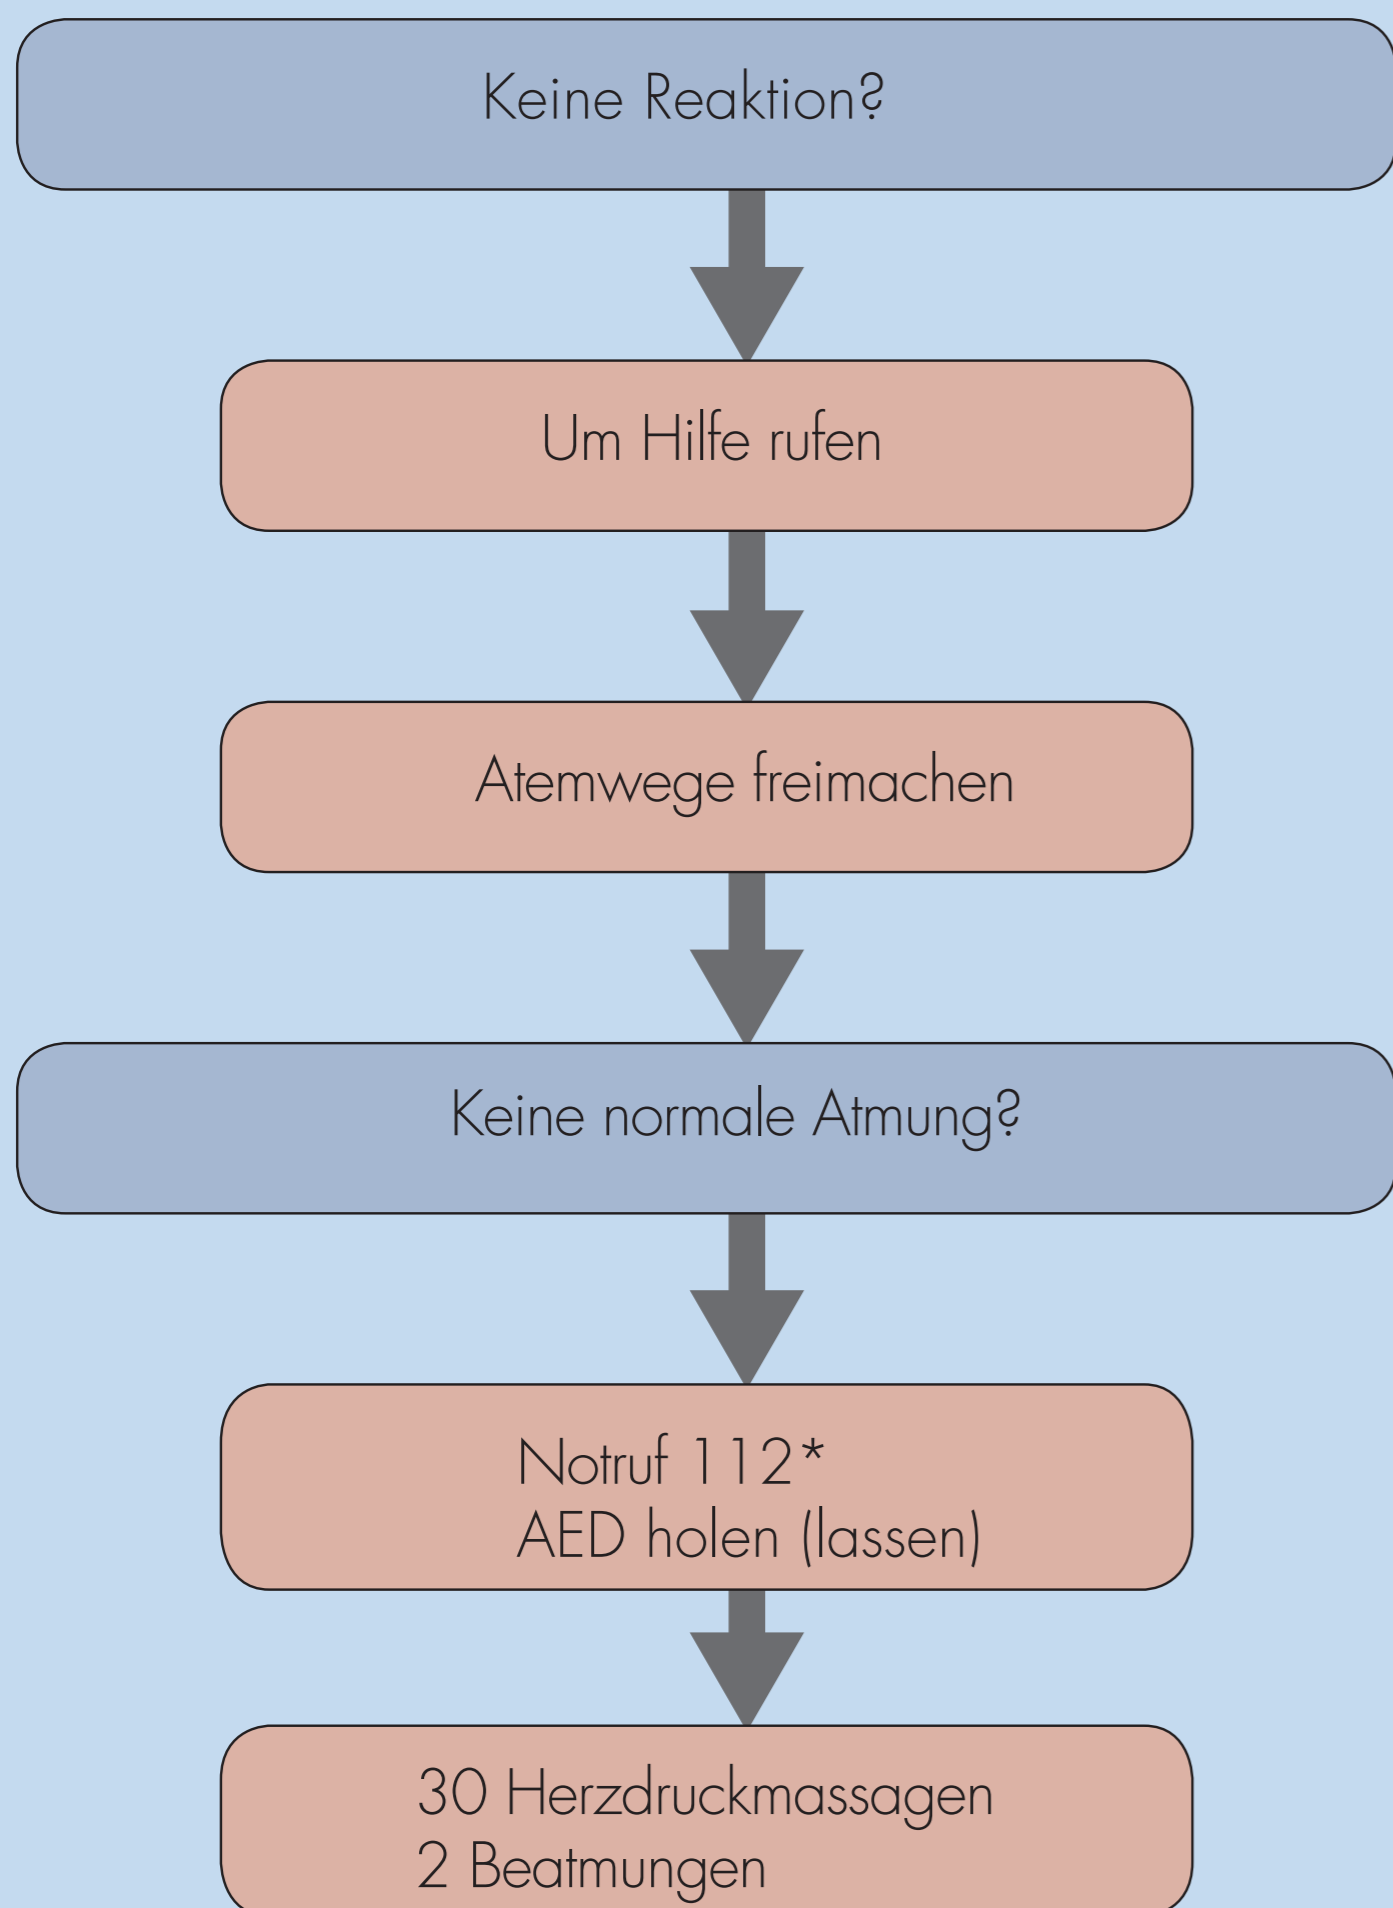 Keine Reaktion?
Um Hilfe rufen
Atemwege freimachen
Keine normale Atmung?
Notruf 112*
AED holen (lassen)
30 Herzdruckmassagen
2 Beatmungen